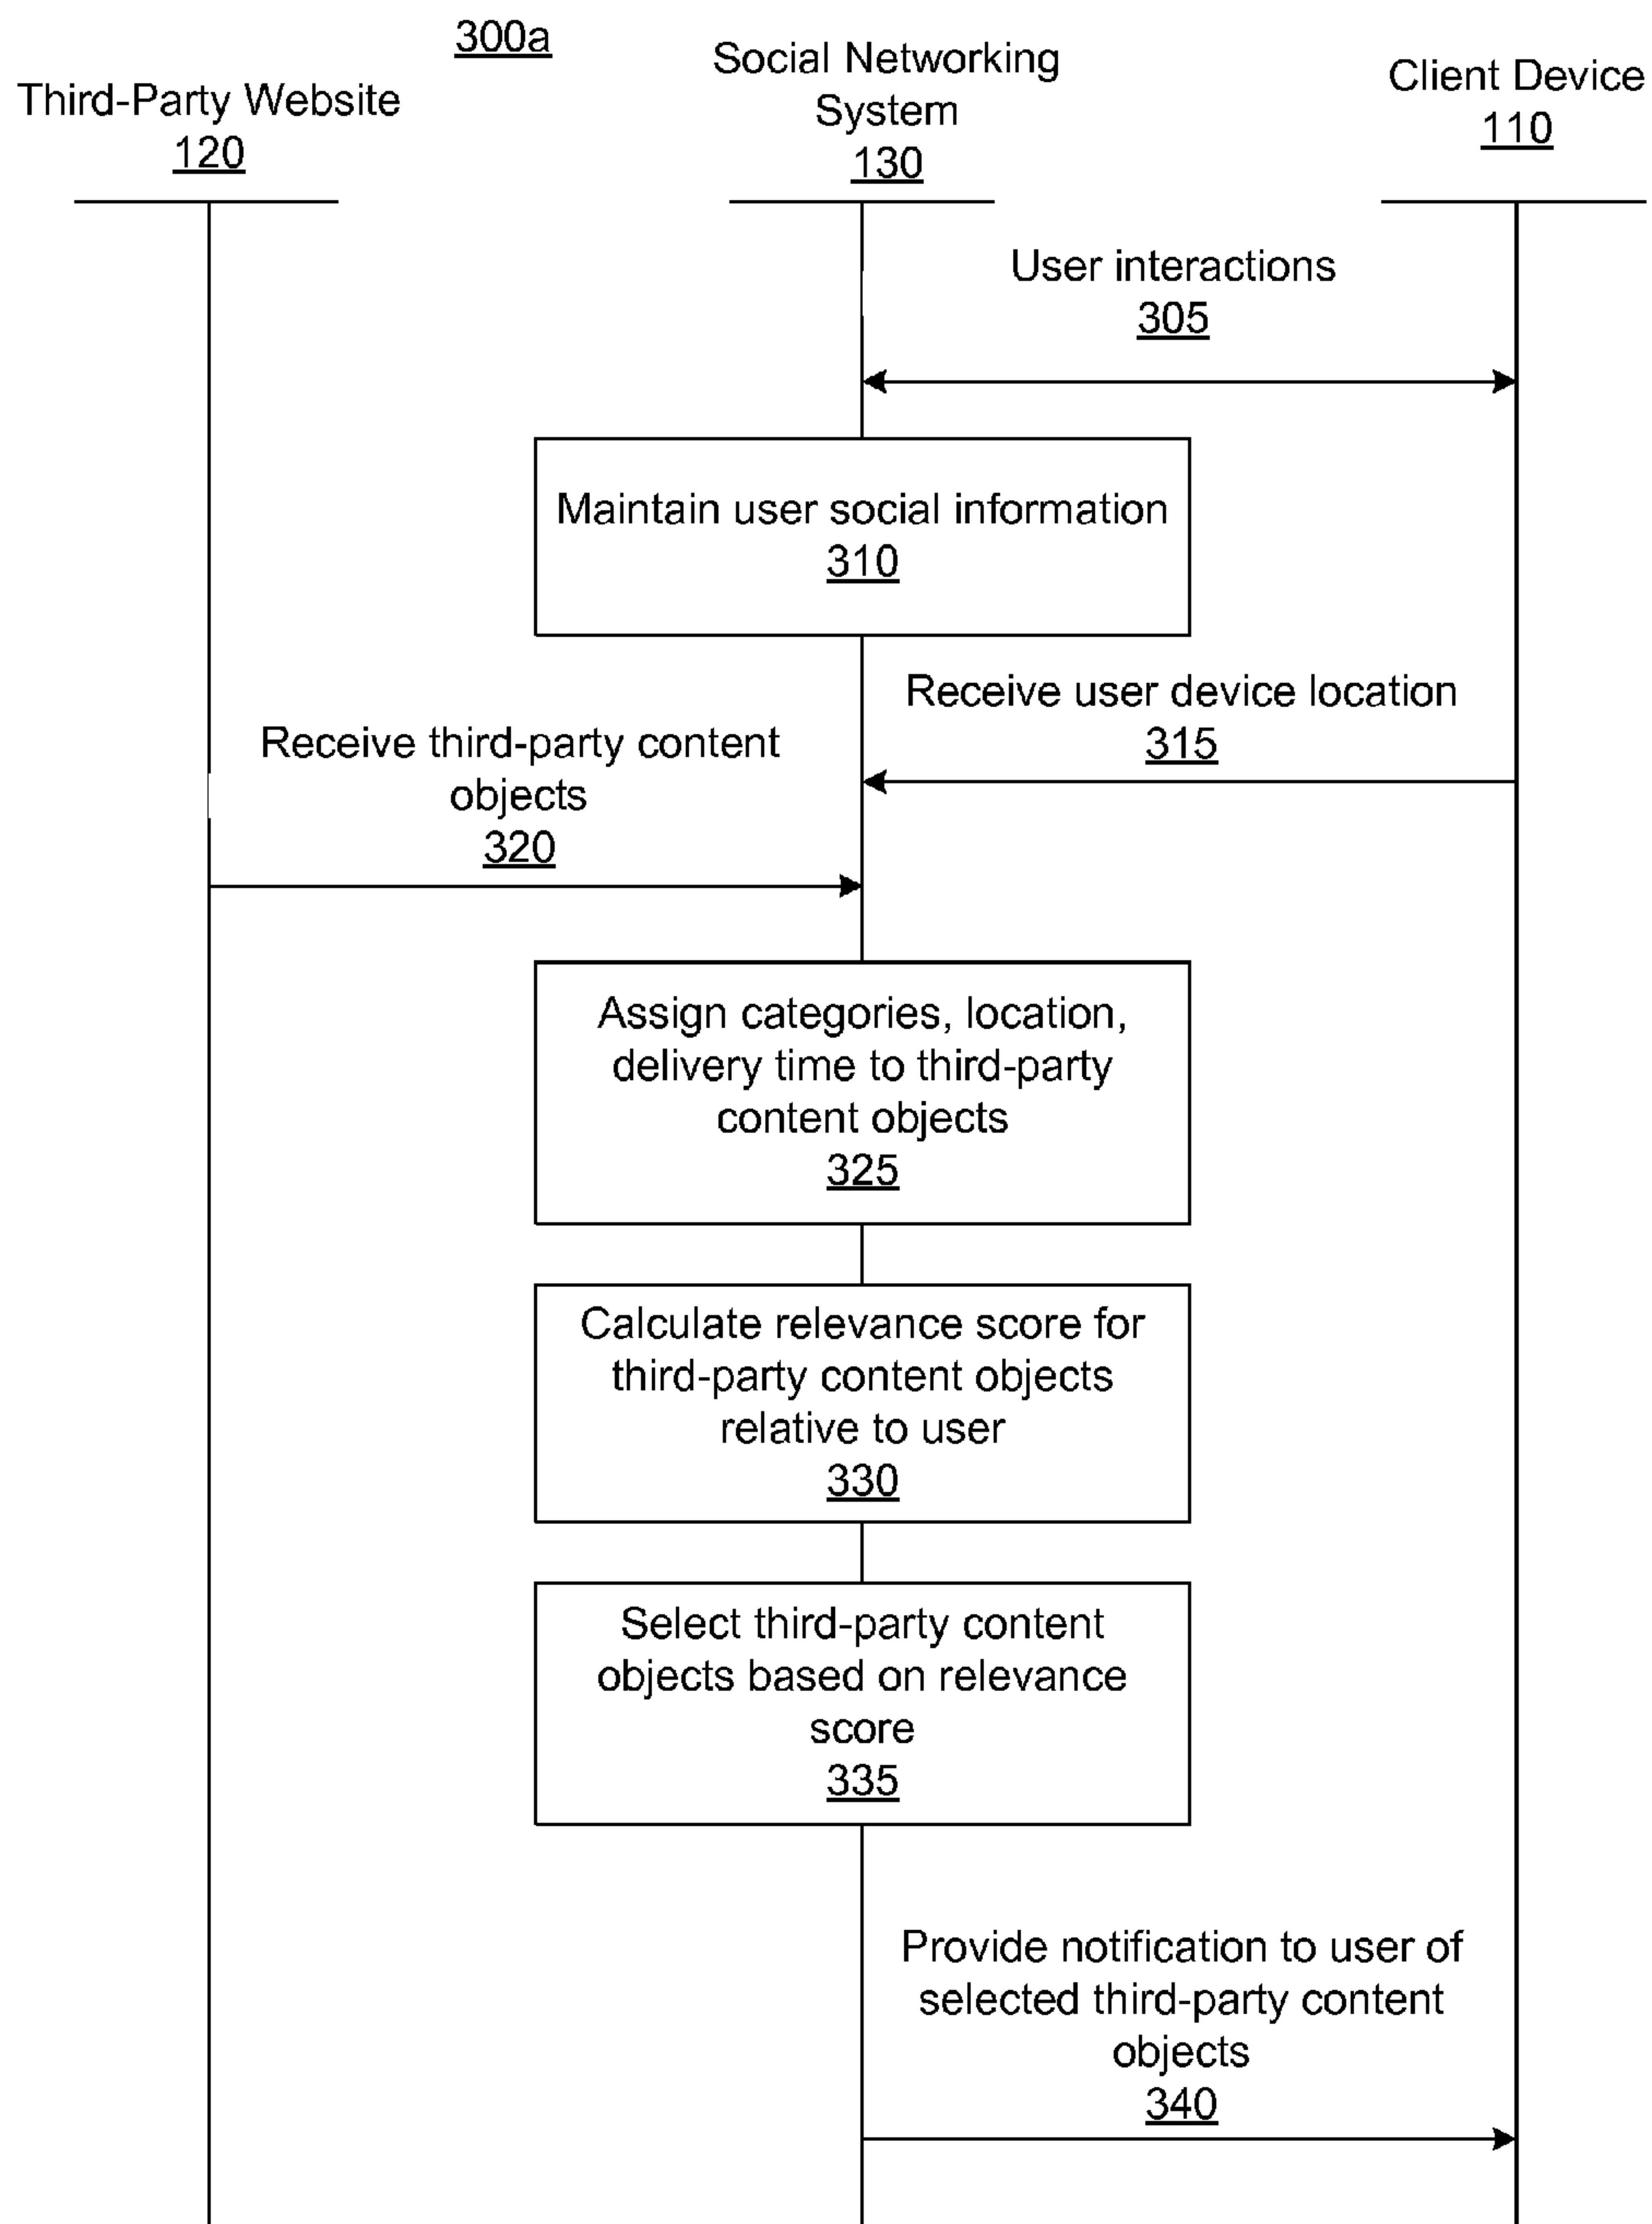 300a
Third-Party Website
120
Social Networking
System
130
Client Device
110
User interactions
305
Maintain user social information
310
Receive user device location
315
Receive third-party content
objects
320
Assign categories, location,
delivery time to third-party
content objects
325
Calculate relevance score for
third-party content objects
relative to user
330
Select third-party content
objects based on relevance
score
335
Provide notification to user of
selected third-party content
objects
340